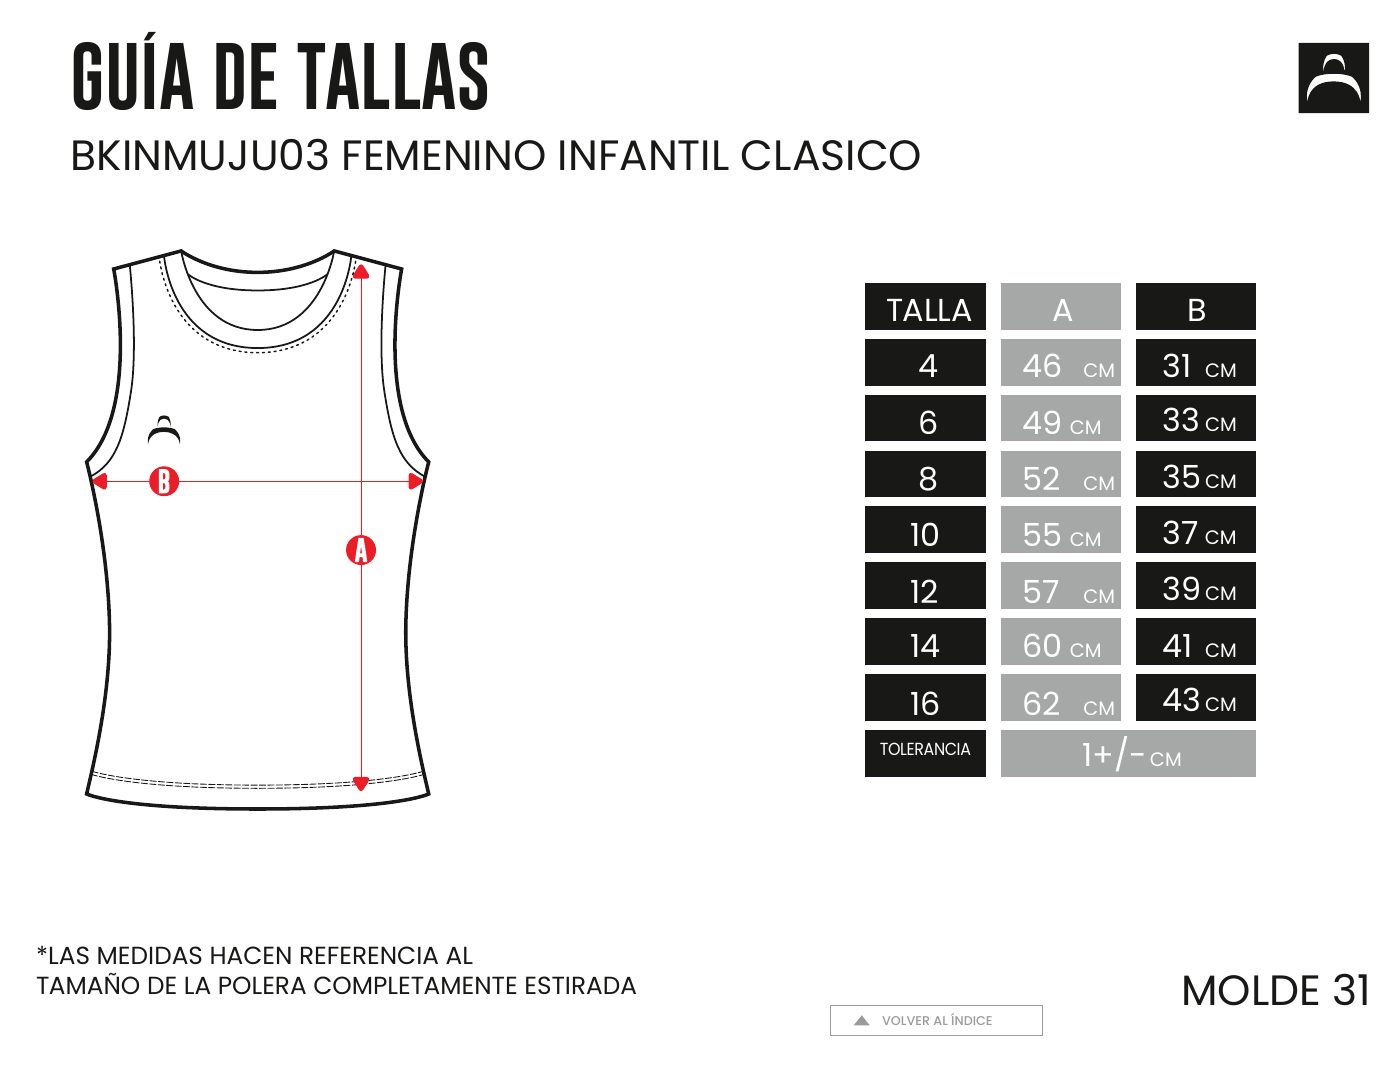 GUÍA DE TALLAS
BKINMUJU03 FEMENINO INFANTIL CLASICO
B
A
TALLA A B
4 46 CM 31 CM
6 49 CM 33 CM
8 52 CM 35 CM
10 55 CM 37 CM
12 57 CM 39 CM
14 60 CM 41 CM
16 62 CM 43 CM
TOLERANCIA 1+/- CM
*LAS MEDIDAS HACEN REFERENCIA AL
TAMAÑO DE LA POLERA COMPLETAMENTE ESTIRADA
MOLDE 31
VOLVER AL ÍNDICE